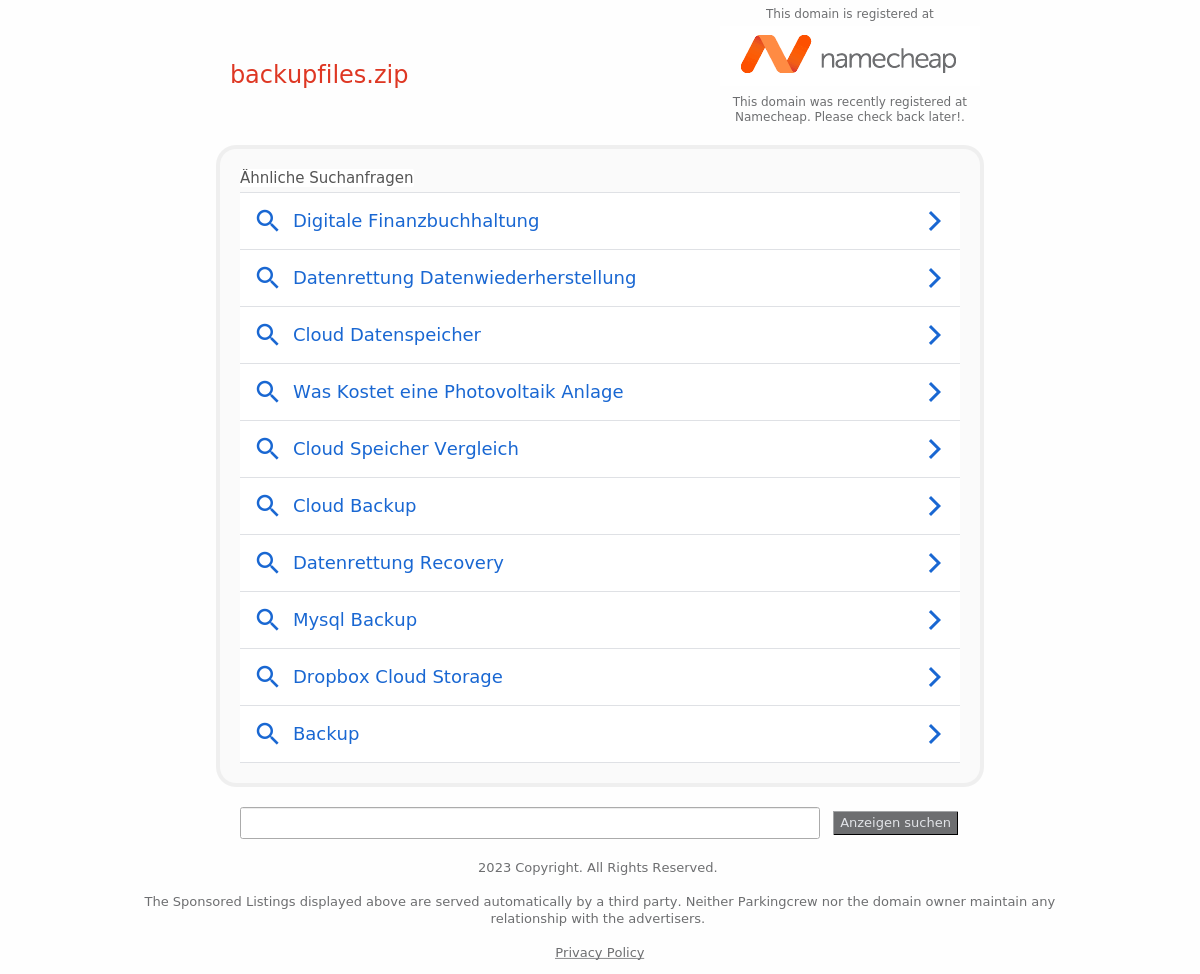 This domain is registered at
namecheap
backupfiles.zip
This domain was recently registered at
Namecheap. Please check back later!.
Ähnliche Suchanfragen
Digitale Finanzbuchhaltung
Datenrettung Datenwiederherstellung
Cloud Datenspeicher
Was Kostet eine Photovoltaik Anlage
Cloud Speicher Vergleich
Cloud Backup
Datenrettung Recovery
Mysql Backup
Dropbox Cloud Storage
Backup
Anzeigen suchen
2023 Copyright. All Rights Reserved.
The Sponsored Listings displayed above are served automatically by a third party. Neither Parkingcrew nor the domain owner maintain any
relationship with the advertisers.
Privacy Policy